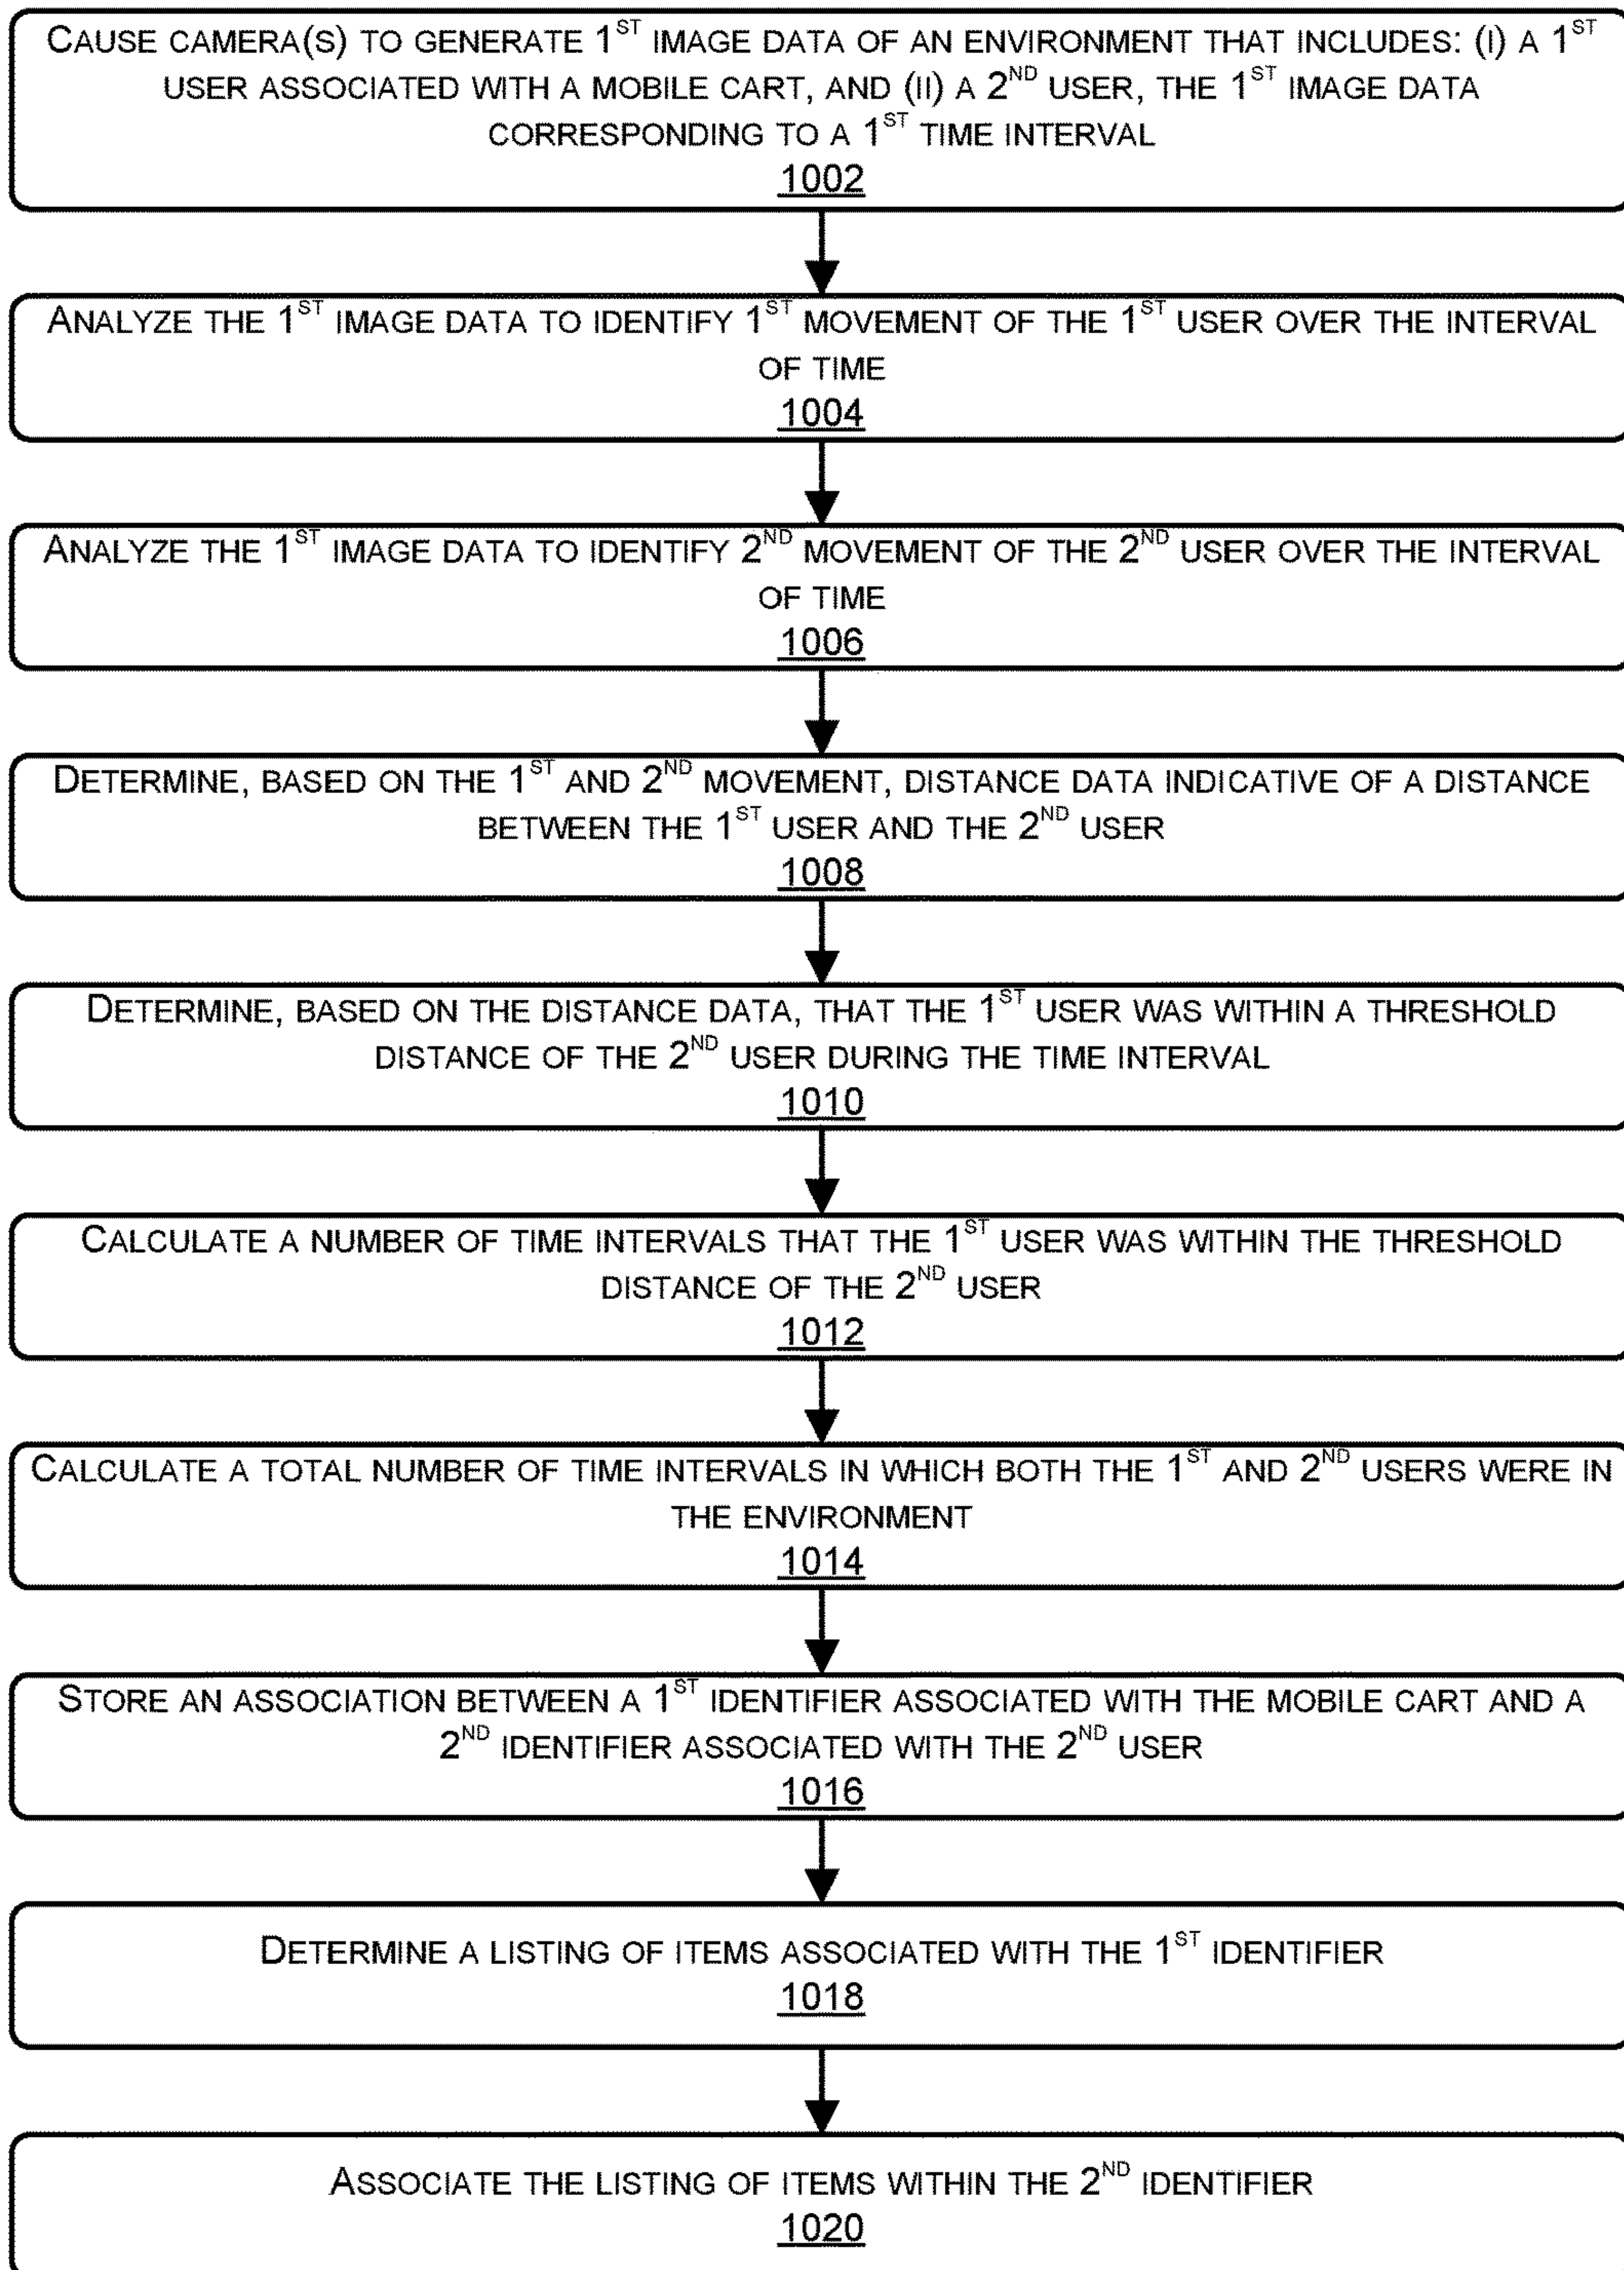 CAUSE CAMERA(S) TO GENERATE 1ST IMAGE DATA OF AN ENVIRONMENT THAT INCLUDES: (I) A 1ST
USER ASSOCIATED WITH A MOBILE CART, AND (II) A 2ND USER, THE 1ST IMAGE DATA
CORRESPONDING TO A 1ST TIME INTERVAL
1002
ANALYZE THE 1ST IMAGE DATA TO IDENTIFY 1ST MOVEMENT OF THE 1ST USER OVER THE INTERVAL
OF TIME
1004
ANALYZE THE 1ST IMAGE DATA TO IDENTIFY 2ND MOVEMENT OF THE 2ND USER OVER THE INTERVAL
OF TIME
1006
DETERMINE, BASED ON THE 1ST AND 2ND MOVEMENT, DISTANCE DATA INDICATIVE OF A DISTANCE
BETWEEN THE 1ST USER AND THE 2ND USER
1008
DETERMINE, BASED ON THE DISTANCE DATA, THAT THE 1ST USER WAS WITHIN A THRESHOLD
DISTANCE OF THE 2ND USER DURING THE TIME INTERVAL
1010
CALCULATE A NUMBER OF TIME INTERVALS THAT THE 1ST USER WAS WITHIN THE THRESHOLD
DISTANCE OF THE 2ND USER
1012
CALCULATE A TOTAL NUMBER OF TIME INTERVALS IN WHICH BOTH THE 1ST AND 2ND USERS WERE IN
THE ENVIRONMENT
1014
STORE AN ASSOCIATION BETWEEN A 1ST IDENTIFIER ASSOCIATED WITH THE MOBILE CART AND A
2ND IDENTIFIER ASSOCIATED WITH THE 2ND USER
1016
DETERMINE A LISTING OF ITEMS ASSOCIATED WITH THE 1ST IDENTIFIER
1018
ASSOCIATE THE LISTING OF ITEMS WITHIN THE 2ND IDENTIFIER
1020